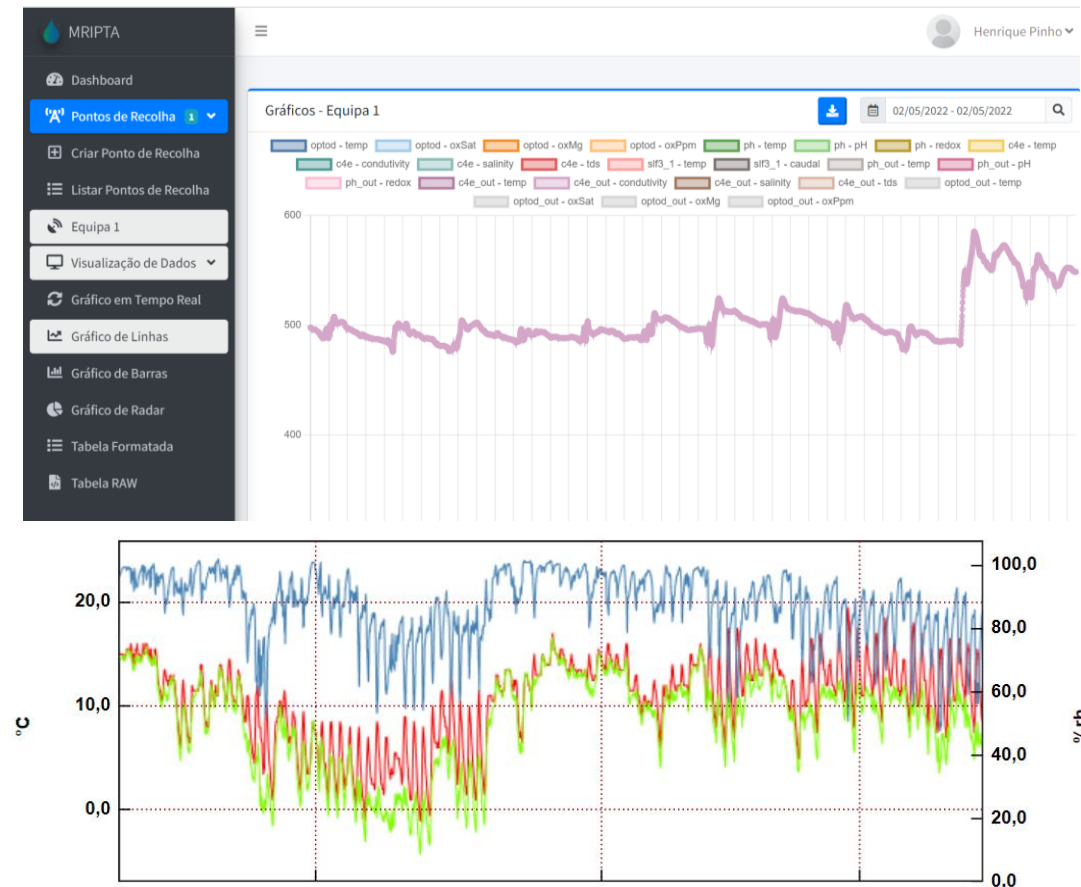 MRIPTA
Henrique Pinho
Dashboard
Pontos de Recolha 1
Criar Ponto de Recolha
Listar Pontos de Recolha
Equipa 1
Visualização de Dados
Gráfico em Tempo Real
Gráfico de Linhas
Gráfico de Barras
Gráfico de Radar
Tabela Formatada
Tabela RAW
Gráficos - Equipa 1
02/05/2022 - 02/05/2022
optod - temp optod - oxSat optod - oxMg optod - oxPpm ph - temp ph - pH ph - redox c4e - temp
c4e - condutivity c4e - salinity c4e - tds slf3_1 - temp slf3_1 - caudal ph_out - temp ph_out - pH
ph_out - redox c4e_out - temp c4e_out - condutivity c4e_out - salinity c4e_out - tds optod_out - temp
optod_out - oxSat optod_out - oxMg optod_out - oxPpm
600
500
400
°C
20,0
10,0
0,0
100,0
80,0
60,0
40,0
20,0
0,0
% rh